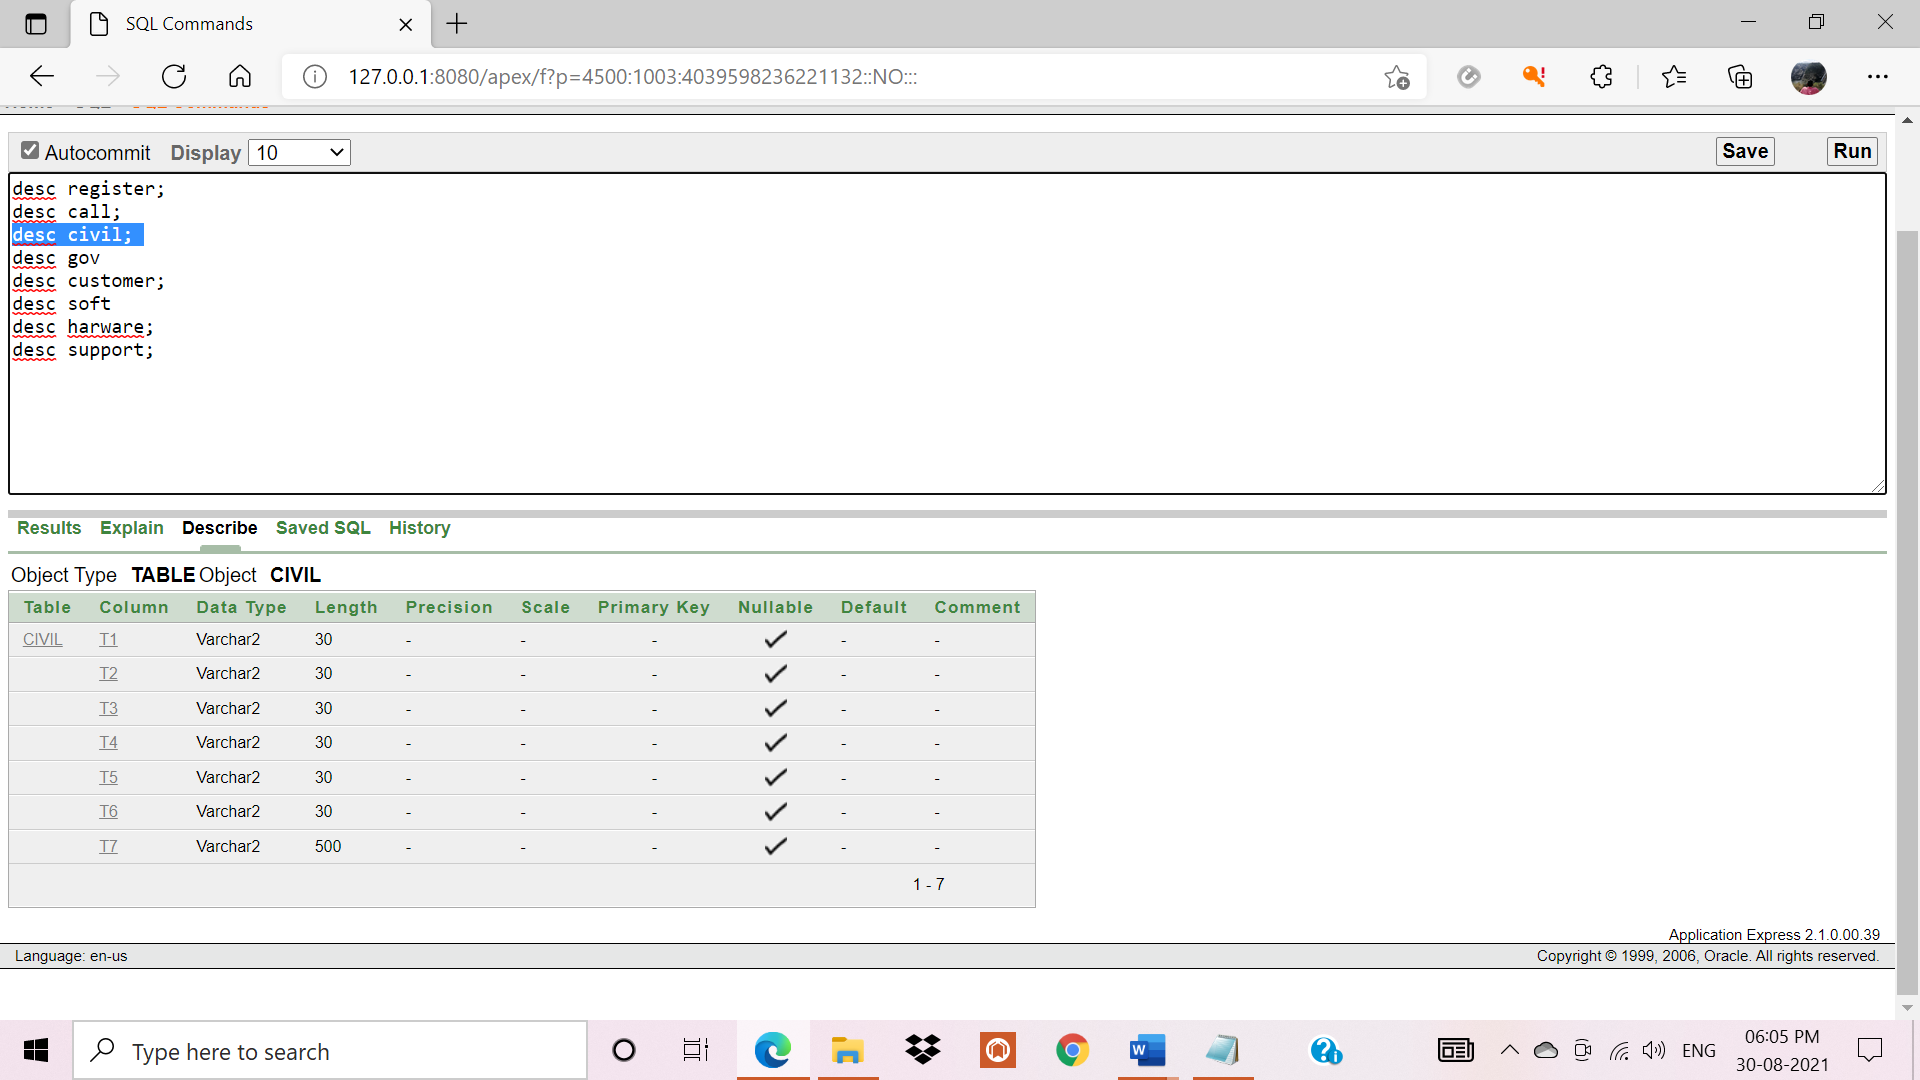 SQL Commands
127.0.0.1:8080/apex/f?p=4500:1003:4039598236221132::NO:::
Autocommit Display 10 Save Run
desc register;
desc call;
desc civil;
desc gov
desc customer;
desc soft
desc harware;
desc support;
Results Explain Describe Saved SQL History
Object Type TABLE Object CIVIL
Table Column Data Type Length Precision Scale Primary Key Nullable Default Comment
CIVIL T1 Varchar2 30 - - - - -
T2 Varchar2 30 - - - - -
T3 Varchar2 30 - - - - -
T4 Varchar2 30 - - - - -
T5 Varchar2 30 - - - - -
T6 Varchar2 30 - - - - -
T7 Varchar2 500 - - - - -
1 - 7
Application Express 2.1.0.00.39
Language: en-us Copyright © 1999, 2006, Oracle. All rights reserved.
Type here to search
ENG
06:05 PM
30-08-2021